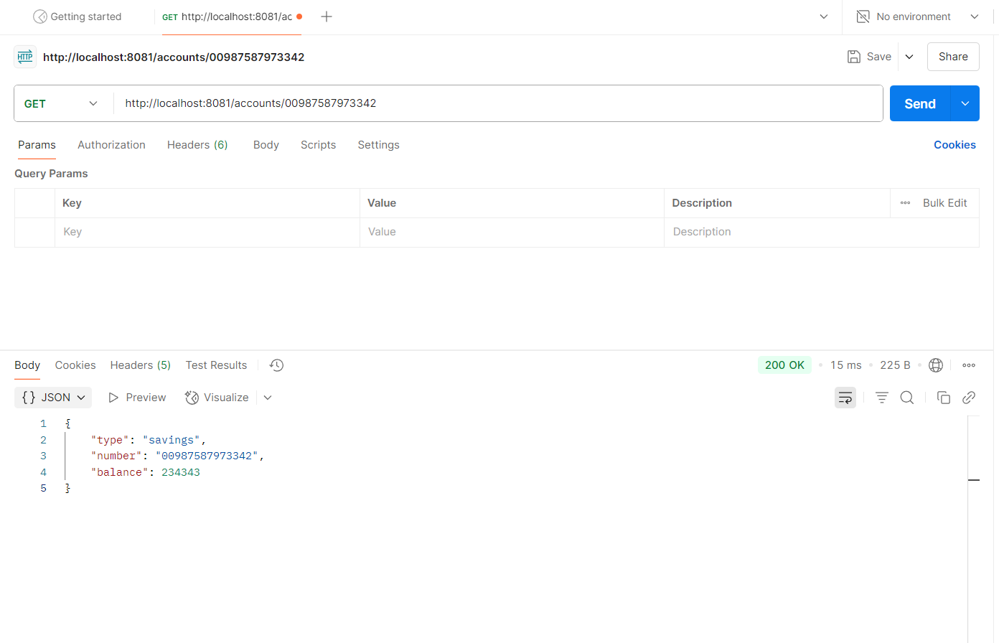 Getting started
GET http://localhost:8081/ac
No environment
HTTP http://localhost:8081/accounts/00987587973342
Save
Share
GET http://localhost:8081/accounts/00987587973342
Send
Params Authorization Headers (6) Body Scripts Settings Cookies
Query Params
Key Value Description Bulk Edit
Key Value Description
Body Cookies Headers (5) Test Results 200 OK 15 ms 225 B
{} JSON Preview Visualize
1 {
2 "type": "savings",
3 "number": "00987587973342",
4 "balance": 234343
5 }